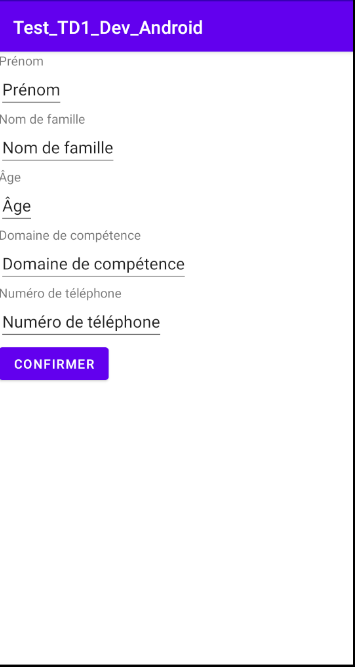 Test_TD1_Dev_Android
Prénom
Prénom
Nom de famille
Nom de famille
Âge
Âge
Domaine de compétence
Domaine de compétence
Numéro de téléphone
Numéro de téléphone
CONFIRMER